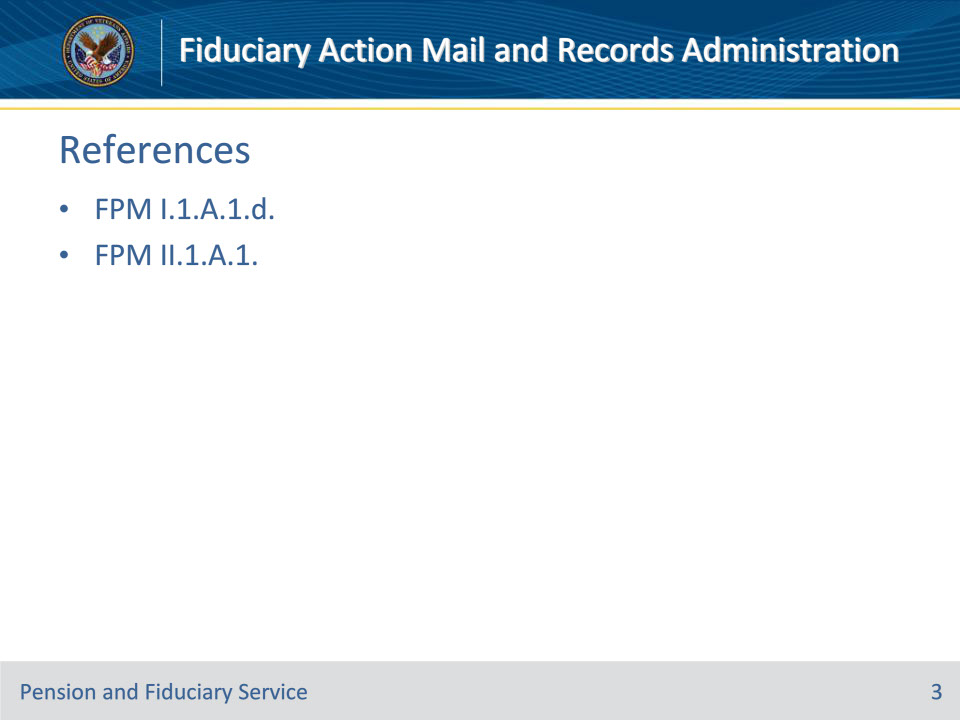 Fiduciary Action Mail and Records Administration
References
• FPM I.1.A.1.d.
• FPM II.1.A.1.
Pension and Fiduciary Service
3